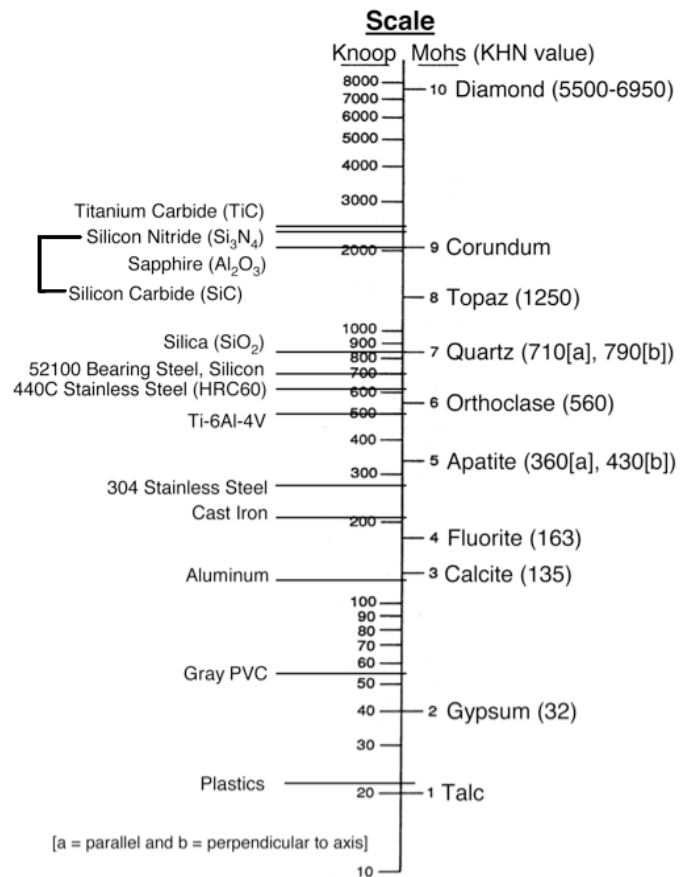 Scale
Knoop Mohs (KHN value)
8000
7000
10 Diamond (5500-6950)
6000
5000
4000
3000
Titanium Carbide (TiC)
Silicon Nitride (Si₃N₄)
2000
9 Corundum
Sapphire (Al₂O₃)
Silicon Carbide (SiC)
8 Topaz (1250)
1000
Silica (SiO₂)
900
800
7 Quartz (710[a], 790[b])
52100 Bearing Steel, Silicon
700
440C Stainless Steel (HRC60)
600
6 Orthoclase (560)
Ti-6Al-4V
500
400
5 Apatite (360[a], 430[b])
300
304 Stainless Steel
Cast Iron
200
4 Fluorite (163)
Aluminum
3 Calcite (135)
100
90
80
70
60
Gray PVC
50
40
2 Gypsum (32)
30
Plastics
20
1 Talc
[a = parallel and b = perpendicular to axis]
10